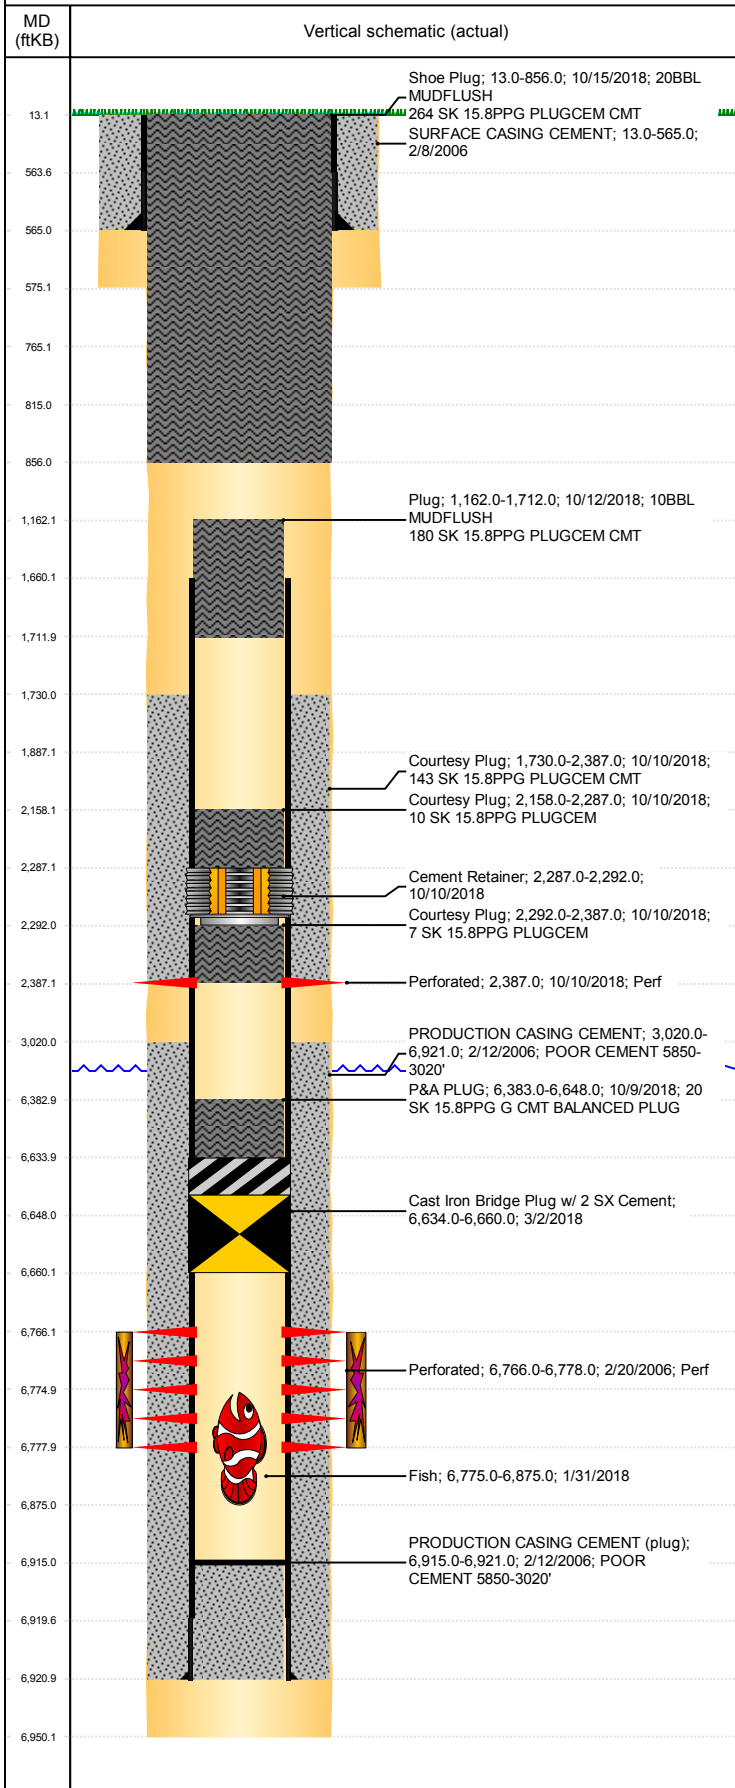 MD
(ftKB)
Vertical schematic (actual)
Shoe Plug; 13.0-856.0; 10/15/2018; 20BBL
MUDFLUSH
264 SK 15.8PPG PLUGCEM CMT
13.1
SURFACE CASING CEMENT; 13.0-565.0;
2/8/2006
563.6
565.0
575.1
765.1
815.0
856.0
Plug; 1,162.0-1,712.0; 10/12/2018; 10BBL
MUDFLUSH
180 SK 15.8PPG PLUGCEM CMT
1,162.1
1,660.1
1,711.9
1,730.0
1,887.1
Courtesy Plug; 1,730.0-2,387.0; 10/10/2018;
143 SK 15.8PPG PLUGCEM CMT
Courtesy Plug; 2,158.0-2,287.0; 10/10/2018;
10 SK 15.8PPG PLUGCEM
2,158.1
2,287.1
Cement Retainer; 2,287.0-2,292.0;
10/10/2018
Courtesy Plug; 2,292.0-2,387.0; 10/10/2018;
7 SK 15.8PPG PLUGCEM
2,292.0
2,387.1
Perforated; 2,387.0; 10/10/2018; Perf
3,020.0
PRODUCTION CASING CEMENT; 3,020.0-
6,921.0; 2/12/2006; POOR CEMENT 5850-
3020'
P&A PLUG; 6,383.0-6,648.0; 10/9/2018; 20
SK 15.8PPG G CMT BALANCED PLUG
6,382.9
6,633.9
Cast Iron Bridge Plug w/ 2 SX Cement;
6,634.0-6,660.0; 3/2/2018
6,648.0
6,660.1
6,766.1
Perforated; 6,766.0-6,778.0; 2/20/2006; Perf
6,774.9
6,777.9
Fish; 6,775.0-6,875.0; 1/31/2018
6,875.0
PRODUCTION CASING CEMENT (plug);
6,915.0-6,921.0; 2/12/2006; POOR
CEMENT 5850-3020'
6,915.0
6,919.6
6,920.9
6,950.1